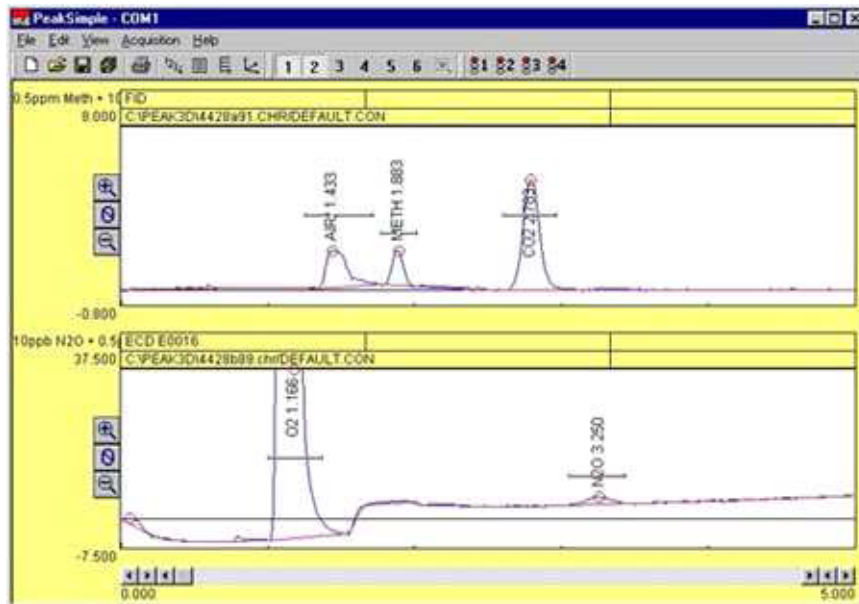 PeakSimple - COM1
File Edit View Acquisition Help
1 2 3 4 5 6 1 2 3 4
0.5ppm Meth + 10 FID
8.000 C:\PEAK3D\4428a91.CHR/DEFAULT.CON
AIR 1.433
METH 1.883
CO2
-0.800
10ppb N2O + 0.5 ECD E0016
37.500 C:\PEAK3D\4428b89.chr/DEFAULT.CON
O2 1.166
N2O 3.250
-7.500
0.000 5.000